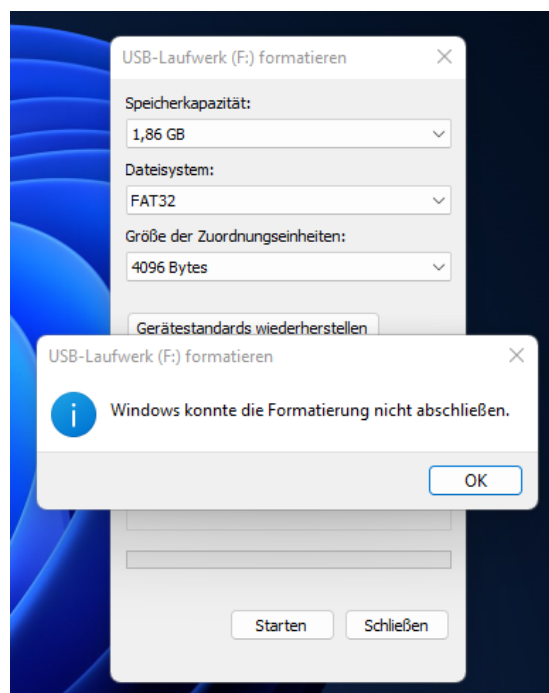 USB-Laufwerk (F:) formatieren
Speicherkapazität:
1,86 GB
Dateisystem:
FAT32
Größe der Zuordnungseinheiten:
4096 Bytes
Gerätestandards wiederherstellen
USB-Laufwerk (F:) formatieren
Windows konnte die Formatierung nicht abschließen.
OK
Starten
Schließen